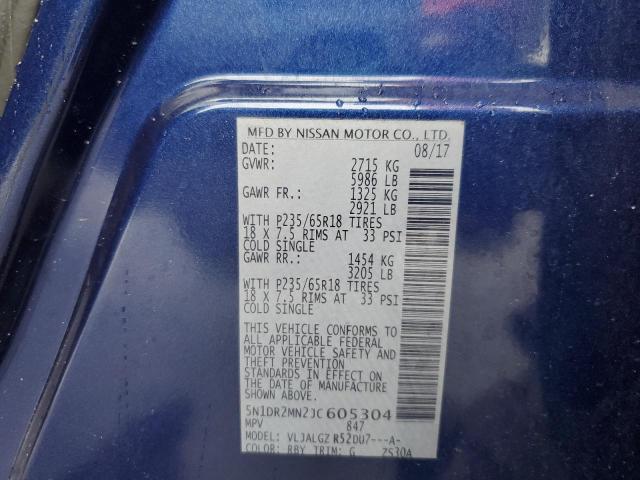 MFD BY NISSAN MOTOR CO., LTD.
DATE: 08/17
GVWR: 2715 KG
5986 LB
GAWR FR.: 1325 KG
2921 LB
WITH P235/65R18 TIRES
18 X 7.5 RIMS AT 33 PSI
COLD SINGLE
GAWR RR.: 1454 KG
3205 LB
WITH P235/65R18 TIRES
18 X 7.5 RIMS AT 33 PSI
COLD SINGLE
THIS VEHICLE CONFORMS TO
ALL APPLICABLE FEDERAL
MOTOR VEHICLE SAFETY AND
THEFT PREVENTION
STANDARDS IN EFFECT ON
THE DATE OF MANUFACTURE
SHOWN ABOVE.
5N1DR2MN2JC605304
MPV 847
MODEL: VLJALGZ R52DU7---A-
COLOR: RBY TRIM: G ZS30A